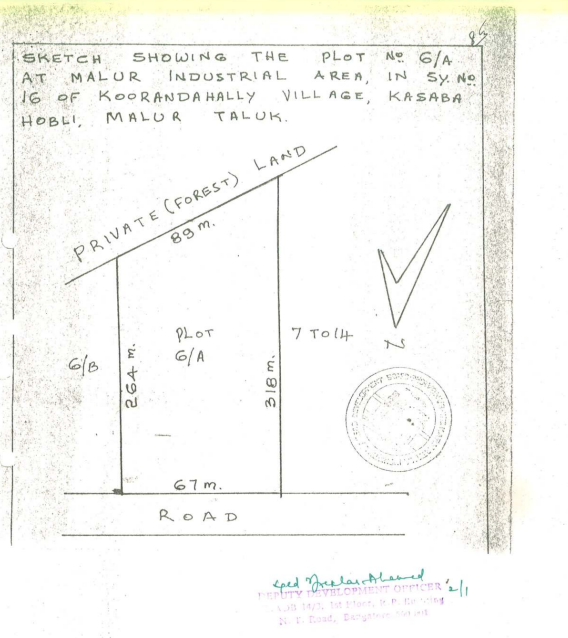 SKETCH SHOWING THE PLOT No 6/A
AT MALUR INDUSTRIAL AREA, IN SY. No
16 OF KOORANDAHALLY VILLAGE, KASABA
HOBLI, MALUR TALUK.
PRIVATE (FOREST) LAND
89 m.
PLOT
6/A
7 TO 14
6/B
264 m.
318 m.
N
67 m.
ROAD
DEPUTY DEVELOPMENT OFFICER